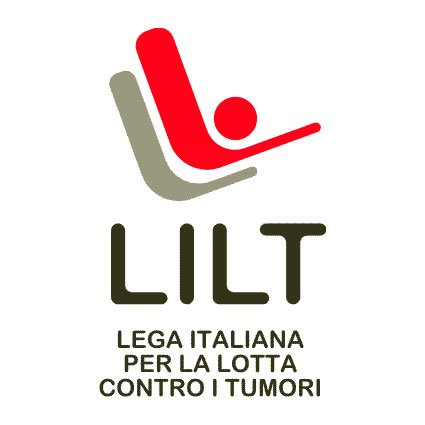 LILT
LEGA ITALIANA
PER LA LOTTA
CONTRO I TUMORI